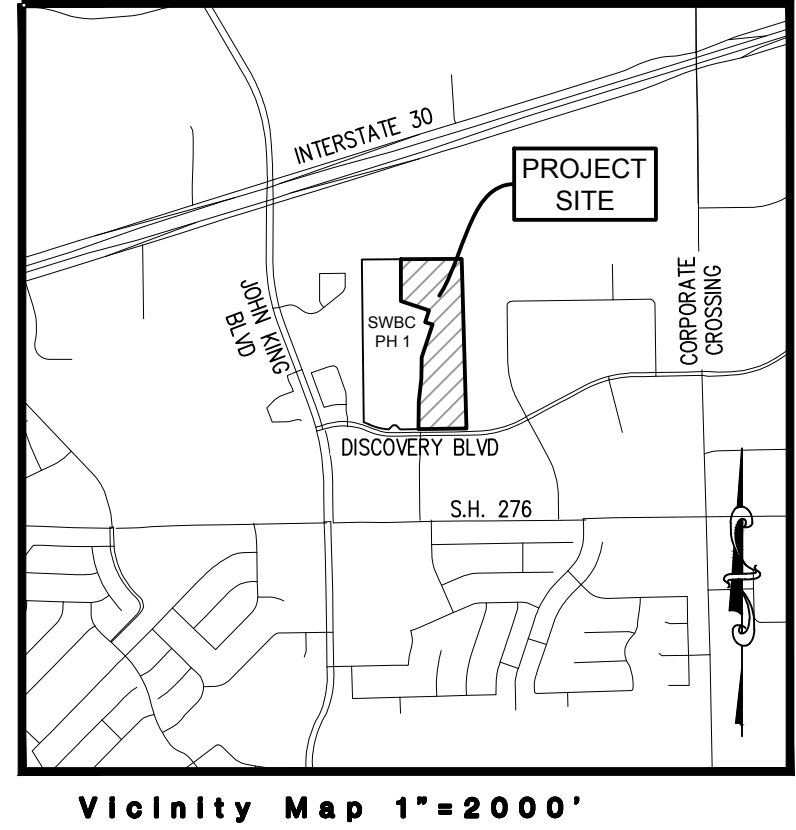 INTERSTATE 30
PROJECT
SITE
JOHN KING
BLVD
SWBC
PH 1
CORPORATE
CROSSING
DISCOVERY BLVD
S.H. 276
Vicinity Map 1"=2000'